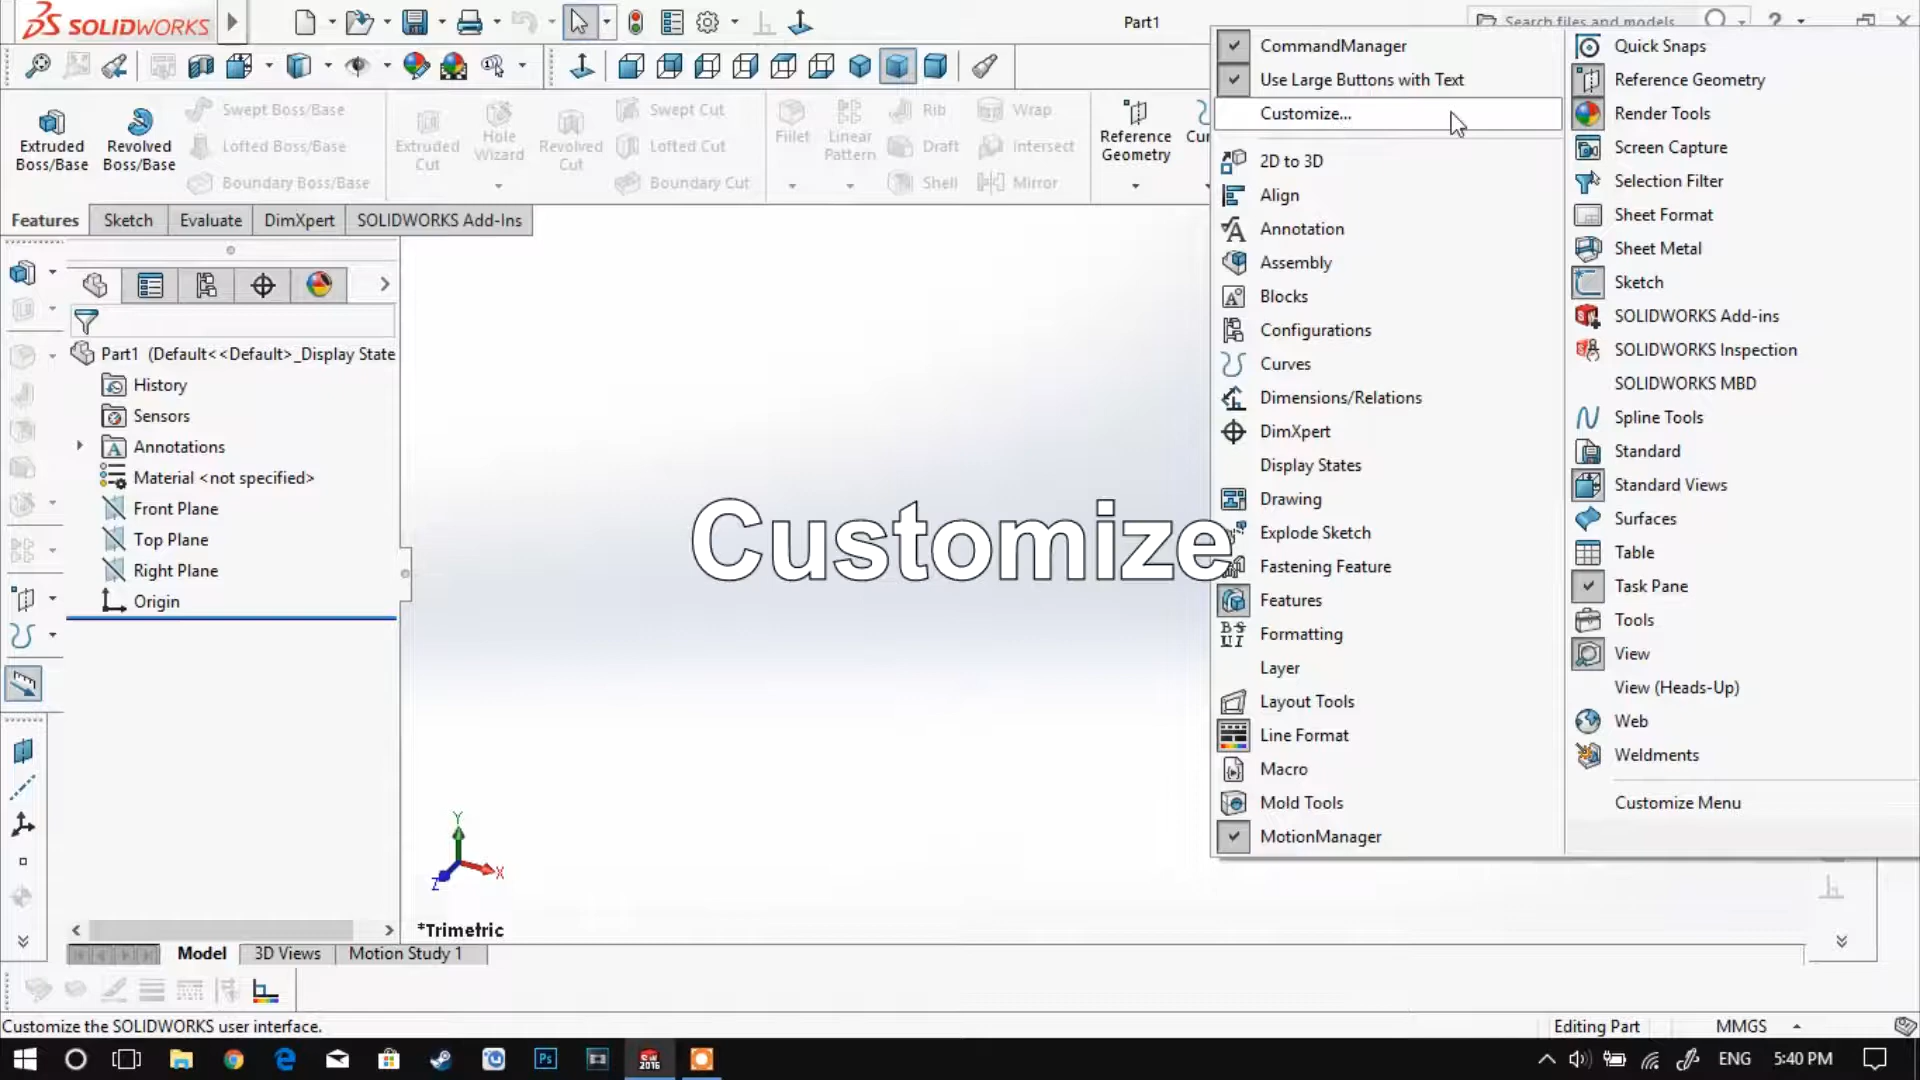 SOLIDWORKS
Part1
Search files and models
?
Extruded Boss/Base
Revolved Boss/Base
Swept Boss/Base
Lofted Boss/Base
Boundary Boss/Base
Extruded Cut
Hole Wizard
Revolved Cut
Swept Cut
Lofted Cut
Boundary Cut
Fillet
Linear Pattern
Rib
Draft
Shell
Wrap
Intersect
Mirror
Reference Geometry
Features
Sketch
Evaluate
DimXpert
SOLIDWORKS Add-Ins
Part1 (Default<<Default>_Display State
History
Sensors
Annotations
Material <not specified>
Front Plane
Top Plane
Right Plane
Origin
Customize
Y
X
Z
*Trimetric
CommandManager
Use Large Buttons with Text
Customize...
2D to 3D
Align
Annotation
Assembly
Blocks
Configurations
Curves
Dimensions/Relations
DimXpert
Display States
Drawing
Explode Sketch
Fastening Feature
Features
Formatting
Layer
Layout Tools
Line Format
Macro
Mold Tools
MotionManager
Quick Snaps
Reference Geometry
Render Tools
Screen Capture
Selection Filter
Sheet Format
Sheet Metal
Sketch
SOLIDWORKS Add-ins
SOLIDWORKS Inspection
SOLIDWORKS MBD
Spline Tools
Standard
Standard Views
Surfaces
Table
Task Pane
Tools
View
View (Heads-Up)
Web
Weldments
Customize Menu
Model
3D Views
Motion Study 1
Customize the SOLIDWORKS user interface.
Editing Part
MMGS
Ps
2016
ENG
5:40 PM